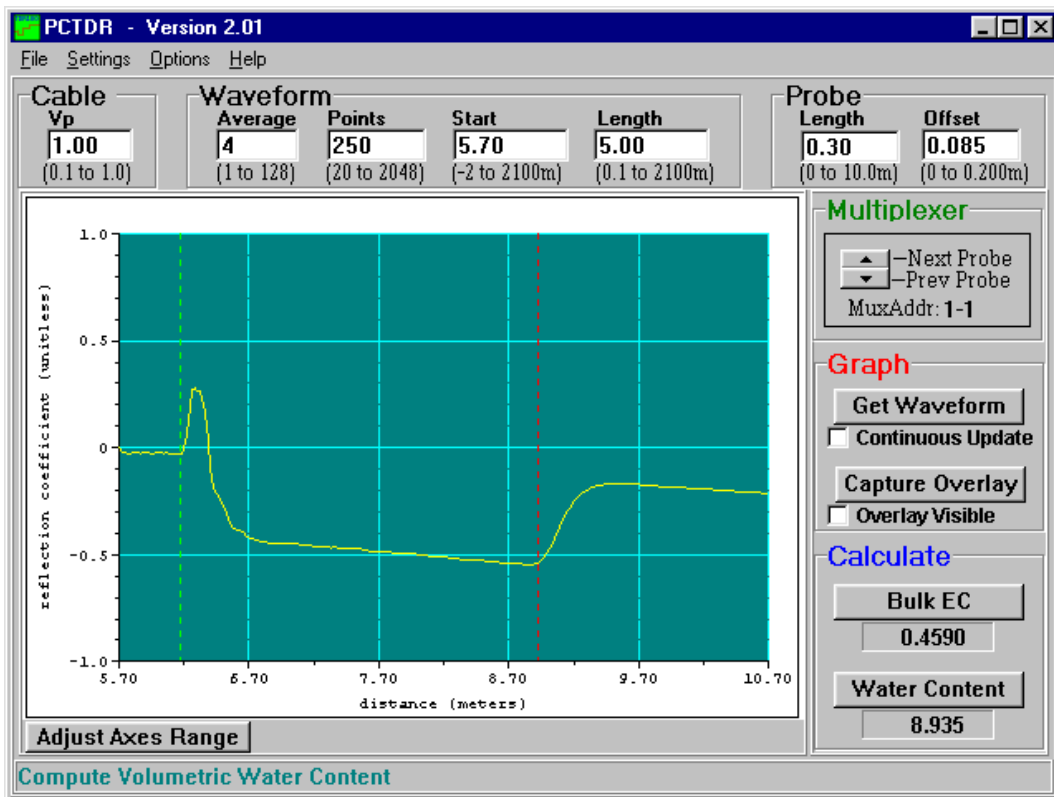 PCTDR - Version 2.01
File Settings Options Help
Cable
Vp
1.00
(0.1 to 1.0)
Waveform
Average Points Start Length
4 250 5.70 5.00
(1 to 128) (20 to 2048) (-2 to 2100m) (0.1 to 2100m)
Probe
Length Offset
0.30 0.085
(0 to 10.0m) (0 to 0.200m)
reflection coefficient (unitless)
1.0
0.5
0
-0.5
-1.0
5.70 6.70 7.70 8.70 9.70 10.70
distance (meters)
Adjust Axes Range
Multiplexer
Next Probe
Prev Probe
MuxAddr: 1-1
Graph
Get Waveform
Continuous Update
Capture Overlay
Overlay Visible
Calculate
Bulk EC
0.4590
Water Content
8.935
Compute Volumetric Water Content